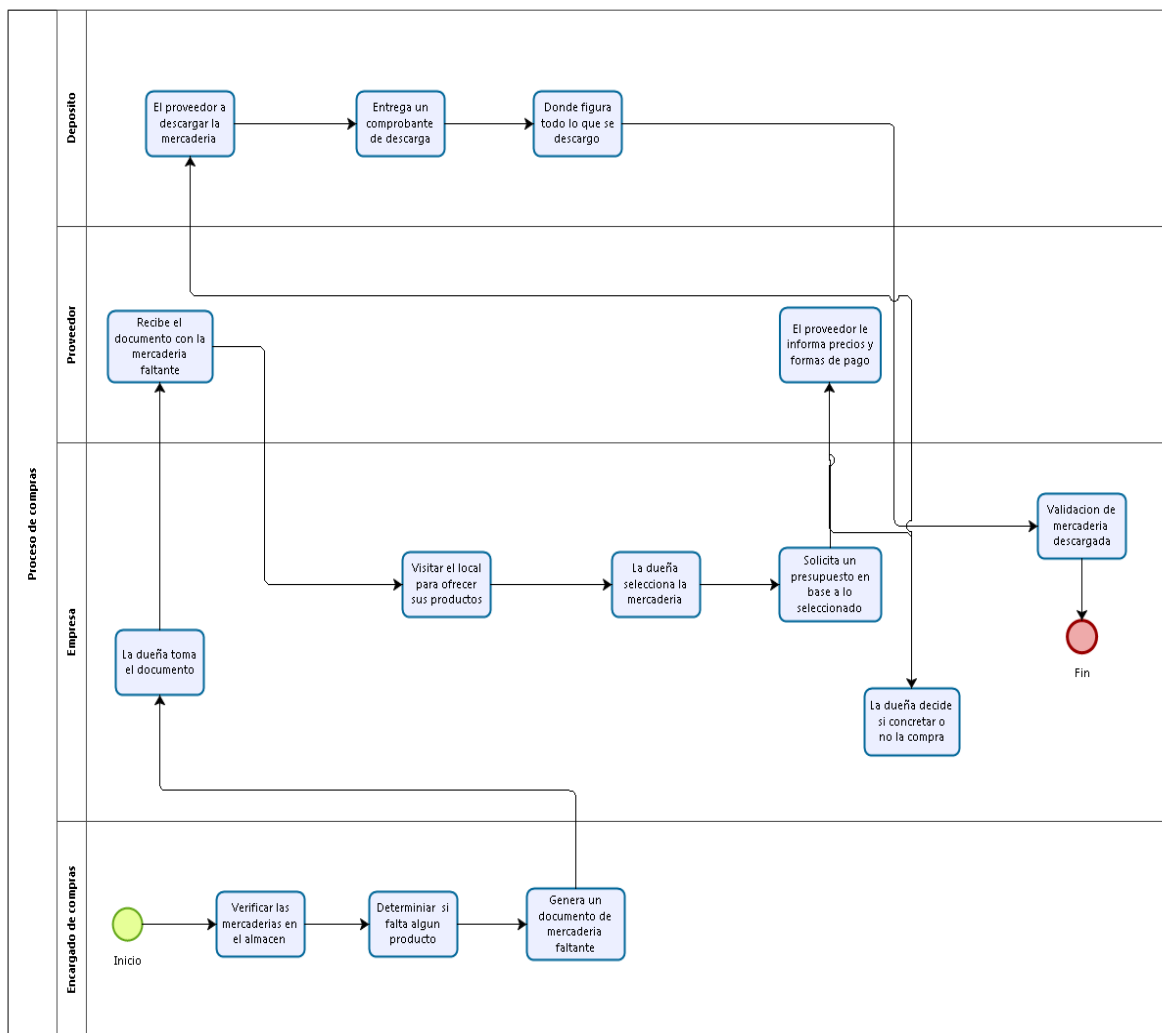 Proceso de compras
Deposito
El proveedor a
descargar la
mercaderia
Entrega un
comprobante
de descarga
Donde figura
todo lo que se
descargo
Proveedor
Recibe el
documento con la
mercaderia
faltante
El proveedor le
informa precios y
formas de pago
Empresa
La dueña toma
el documento
Visitar el local
para ofrecer
sus productos
La dueña
selecciona la
mercaderia
Solicita un
presupuesto en
base a lo
seleccionado
La dueña decide
si concretar o
no la compra
Validacion de
mercaderia
descargada
Fin
Encargado de compras
Inicio
Verificar las
mercaderias en
el almacen
Determiniar si
falta algun
producto
Genera un
documento de
mercaderia
faltante